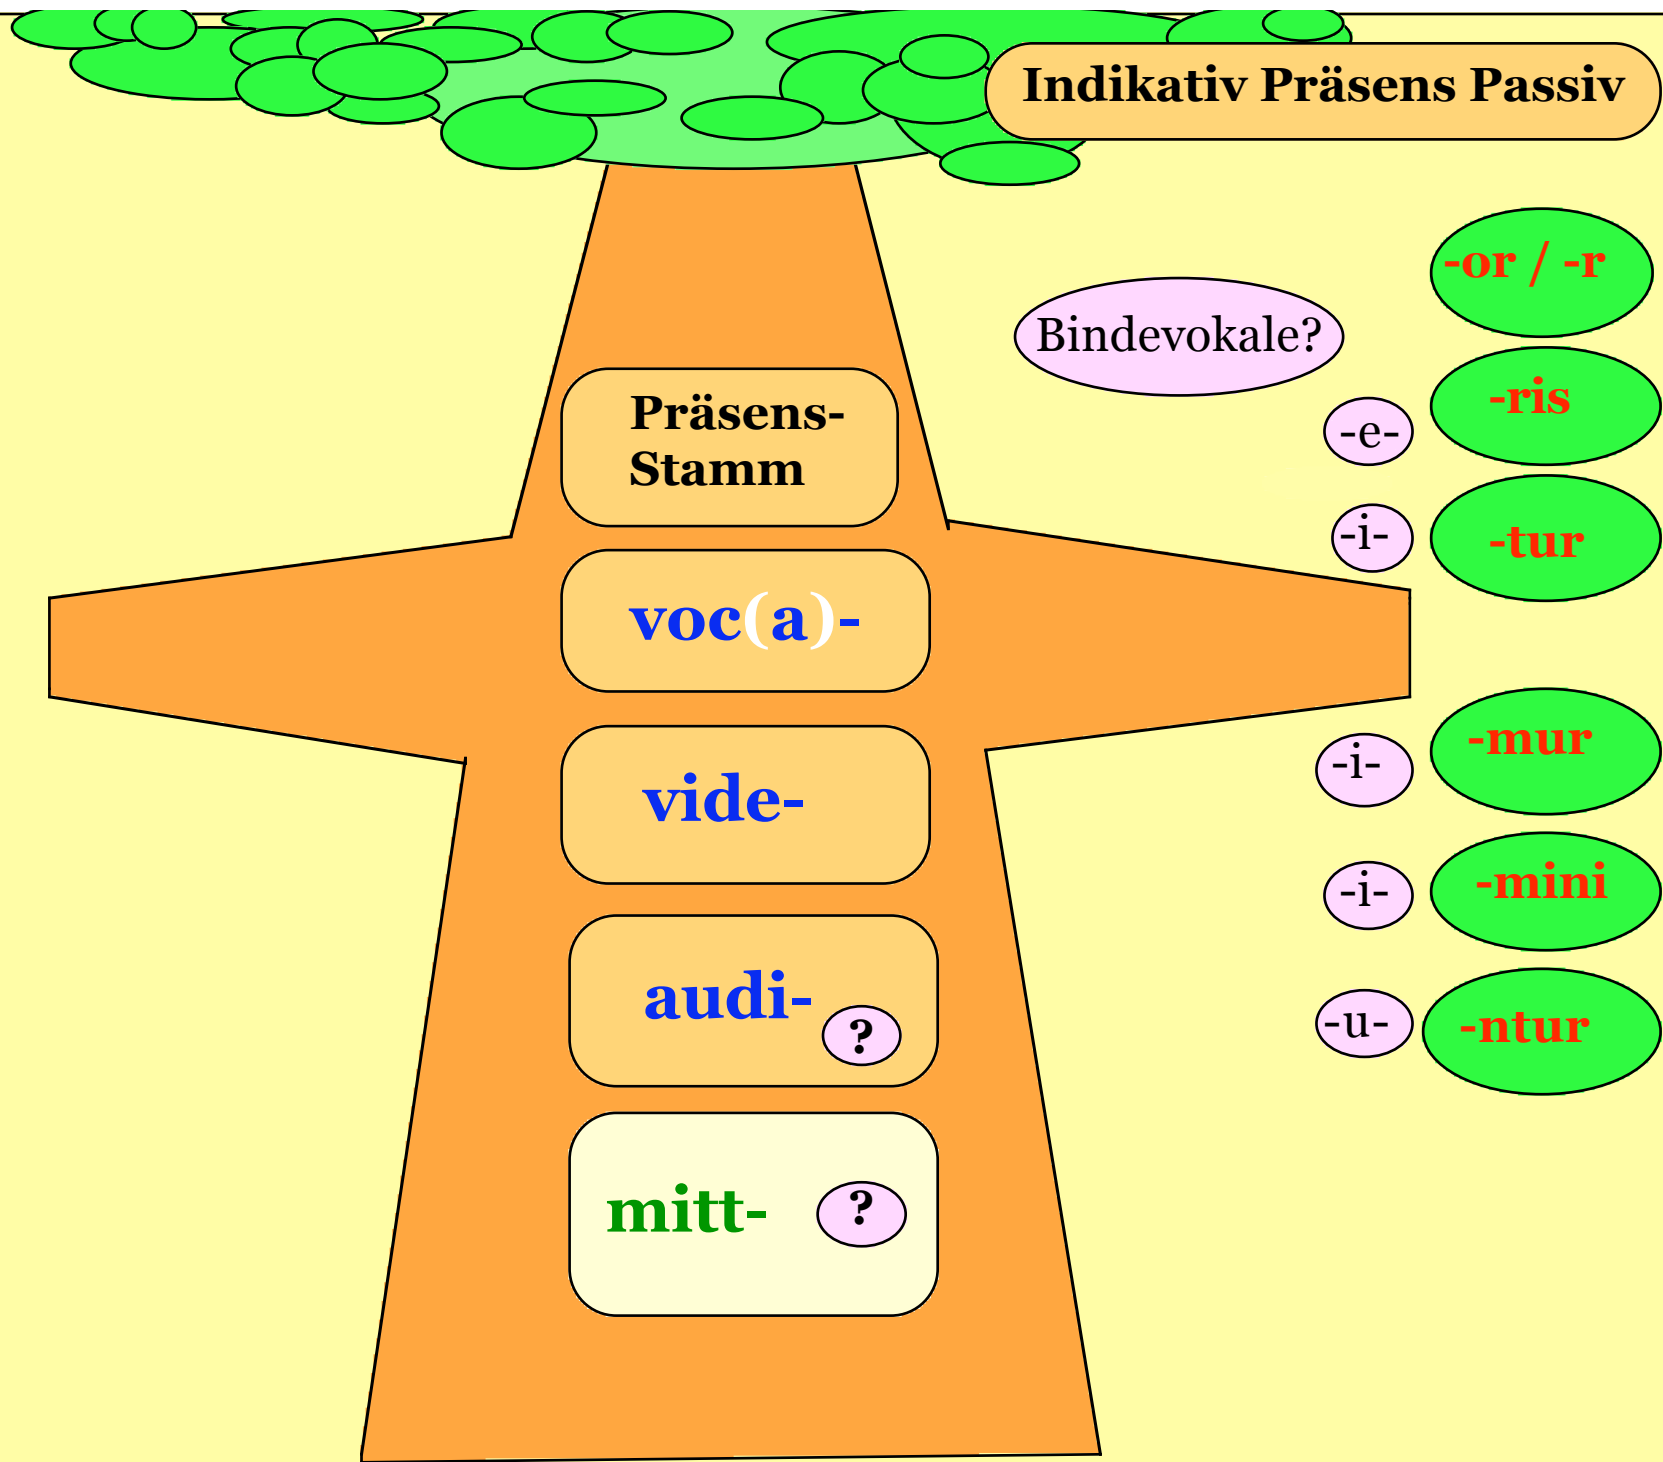 Indikativ Präsens Passiv
-or / -r
Bindevokale?
-ris
-e-
-tur
-i-
-mur
-i-
-mini
-i-
-ntur
-u-
Präsens-
Stamm
voc(a)-
vide-
audi-
?
mitt-
?